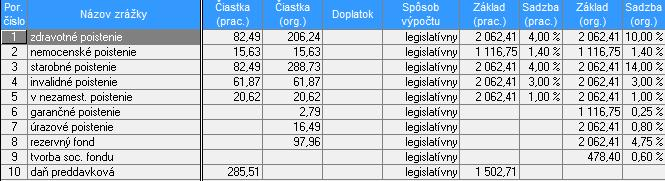 Por. číslo Názov zrážky Čiastka (prac.) Čiastka (org.) Doplatok Spôsob výpočtu Základ (prac.) Sadzba (prac.) Základ (org.) Sadzba (org.)
1 zdravotné poistenie 82,49 206,24 legislatívny 2 062,41 4,00 % 2 062,41 10,00 %
2 nemocenské poistenie 15,63 15,63 legislatívny 1 116,75 1,40 % 1 116,75 1,40 %
3 starobné poistenie 82,49 288,73 legislatívny 2 062,41 4,00 % 2 062,41 14,00 %
4 invalidné poistenie 61,87 61,87 legislatívny 2 062,41 3,00 % 2 062,41 3,00 %
5 v nezamest. poistenie 20,62 20,62 legislatívny 2 062,41 1,00 % 2 062,41 1,00 %
6 garančné poistenie 2,79 legislatívny 1 116,75 0,25 %
7 úrazové poistenie 16,49 legislatívny 2 062,41 0,80 %
8 rezervný fond 97,96 legislatívny 2 062,41 4,75 %
9 tvorba soc. fondu legislatívny 478,40 0,60 %
10 daň preddavková 285,51 legislatívny 1 502,71